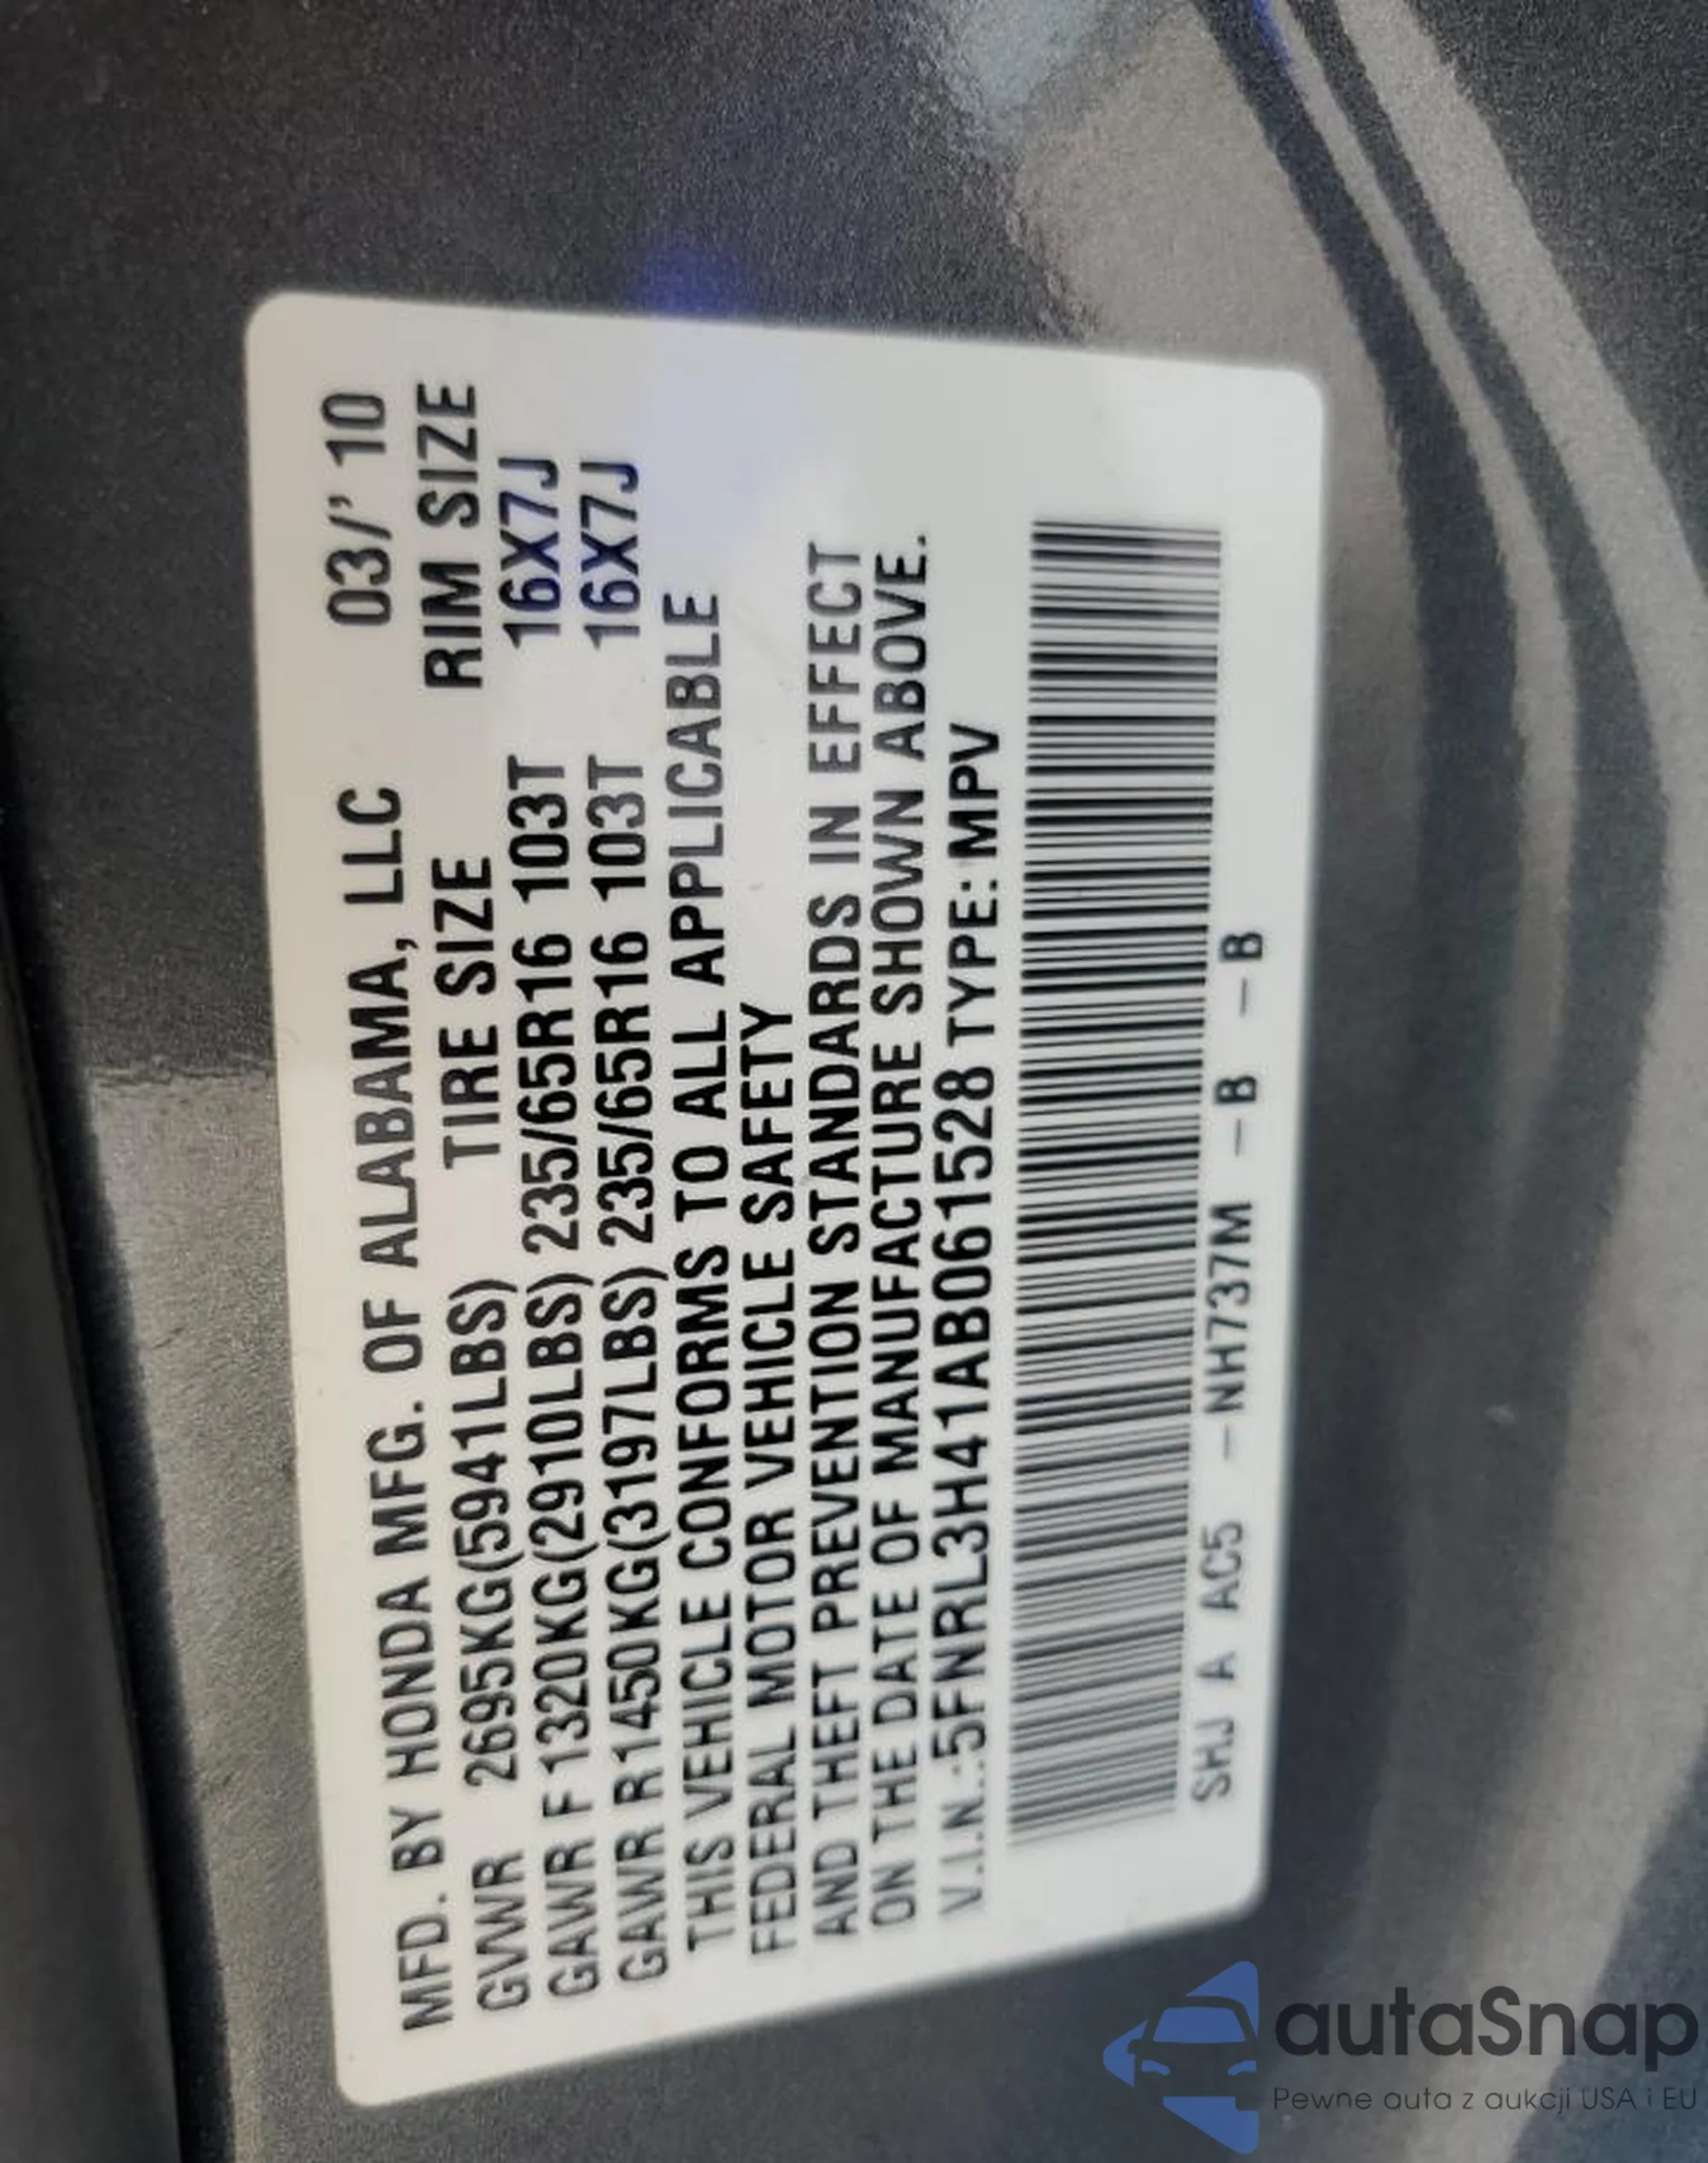 MFD. BY HONDA MFG. OF ALABAMA, LLC 03/' 10
GVWR 2695KG(5941LBS) TIRE SIZE RIM SIZE
GAWR F 1320KG(2910LBS) 235/65R16 103T 16X7J
GAWR R1450KG(3197LBS) 235/65R16 103T 16X7J
THIS VEHICLE CONFORMS TO ALL APPLICABLE
FEDERAL MOTOR VEHICLE SAFETY
AND THEFT PREVENTION STANDARDS IN EFFECT
ON THE DATE OF MANUFACTURE SHOWN ABOVE.
V.I.N.:5FNRL3H41AB061528 TYPE: MPV
SHJ A AC5 -NH737M -B -B
autaSnap
Pewne auta z aukcji USA i EU